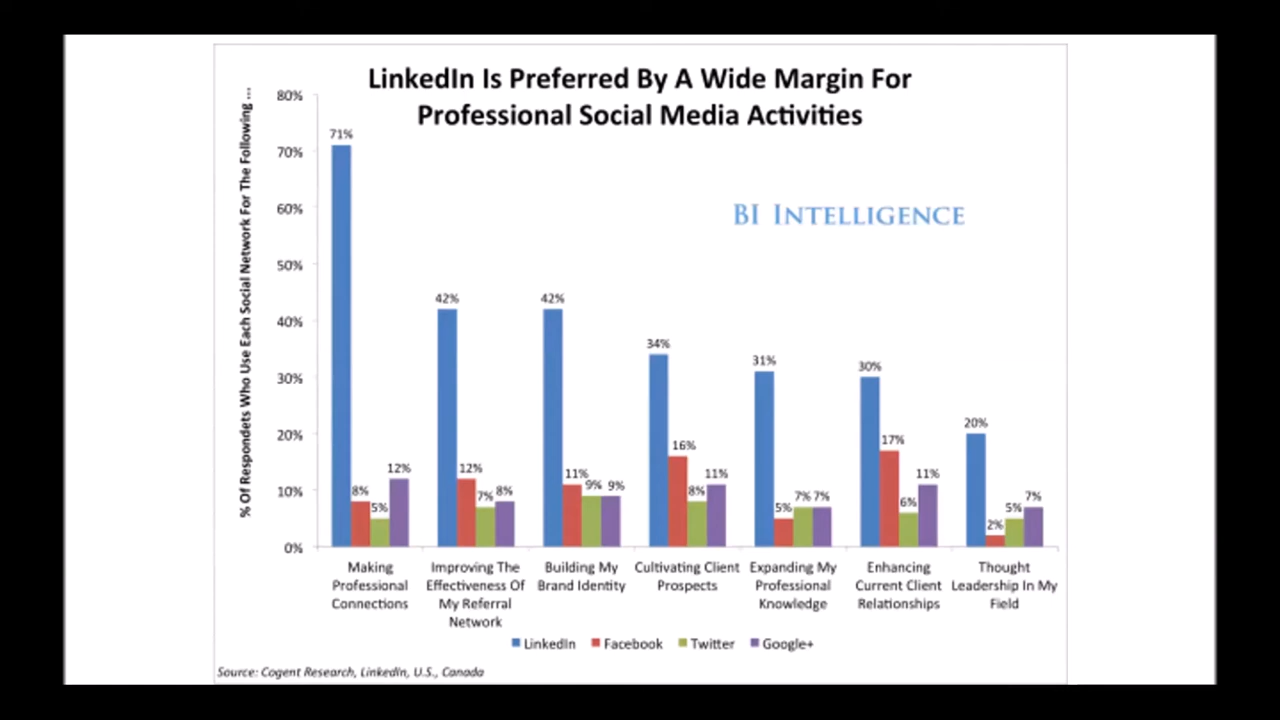 LinkedIn Is Preferred By A Wide Margin For
Professional Social Media Activities
BI INTELLIGENCE
% Of Respondets Who Use Each Social Network For The Following ...
80%
70%
60%
50%
40%
30%
20%
10%
0%
71%
8%
5%
12%
42%
12%
7%
8%
42%
11%
9%
9%
34%
16%
8%
11%
31%
5%
7%
7%
30%
17%
6%
11%
20%
2%
5%
7%
Making
Professional
Connections
Improving The
Effectiveness Of
My Referral
Network
Building My
Brand Identity
Cultivating Client
Prospects
Expanding My
Professional
Knowledge
Enhancing
Current Client
Relationships
Thought
Leadership In My
Field
LinkedIn Facebook Twitter Google+
Source: Cogent Research, LinkedIn, U.S., Canada